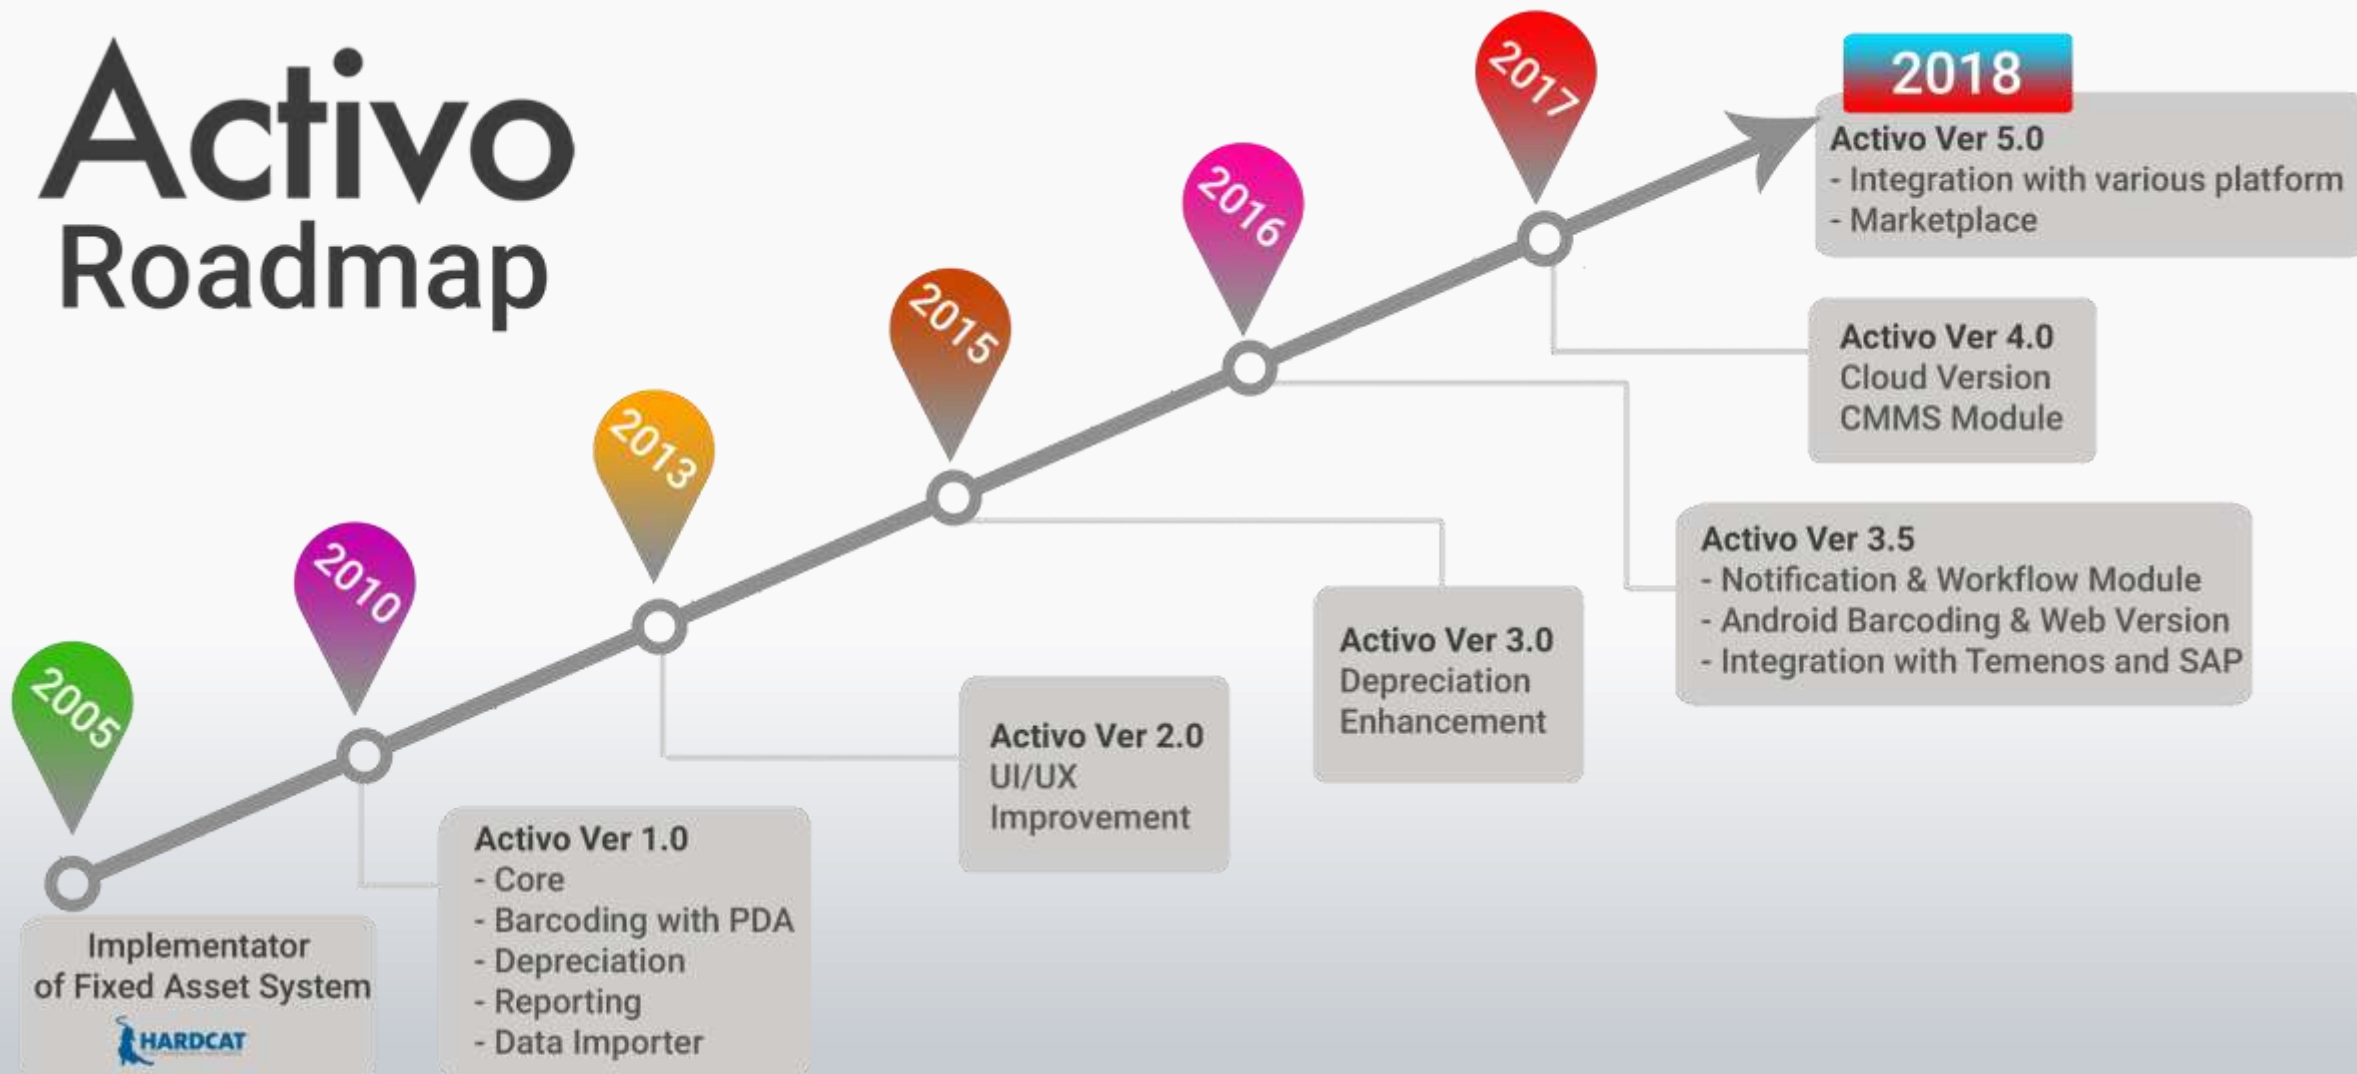 Activo
Roadmap
2005
Implementator
of Fixed Asset System
HARDCAT
2010
Activo Ver 1.0
- Core
- Barcoding with PDA
- Depreciation
- Reporting
- Data Importer
2013
Activo Ver 2.0
UI/UX
Improvement
2015
Activo Ver 3.0
Depreciation
Enhancement
2016
Activo Ver 3.5
- Notification & Workflow Module
- Android Barcoding & Web Version
- Integration with Temenos and SAP
2017
Activo Ver 4.0
Cloud Version
CMMS Module
2018
Activo Ver 5.0
- Integration with various platform
- Marketplace